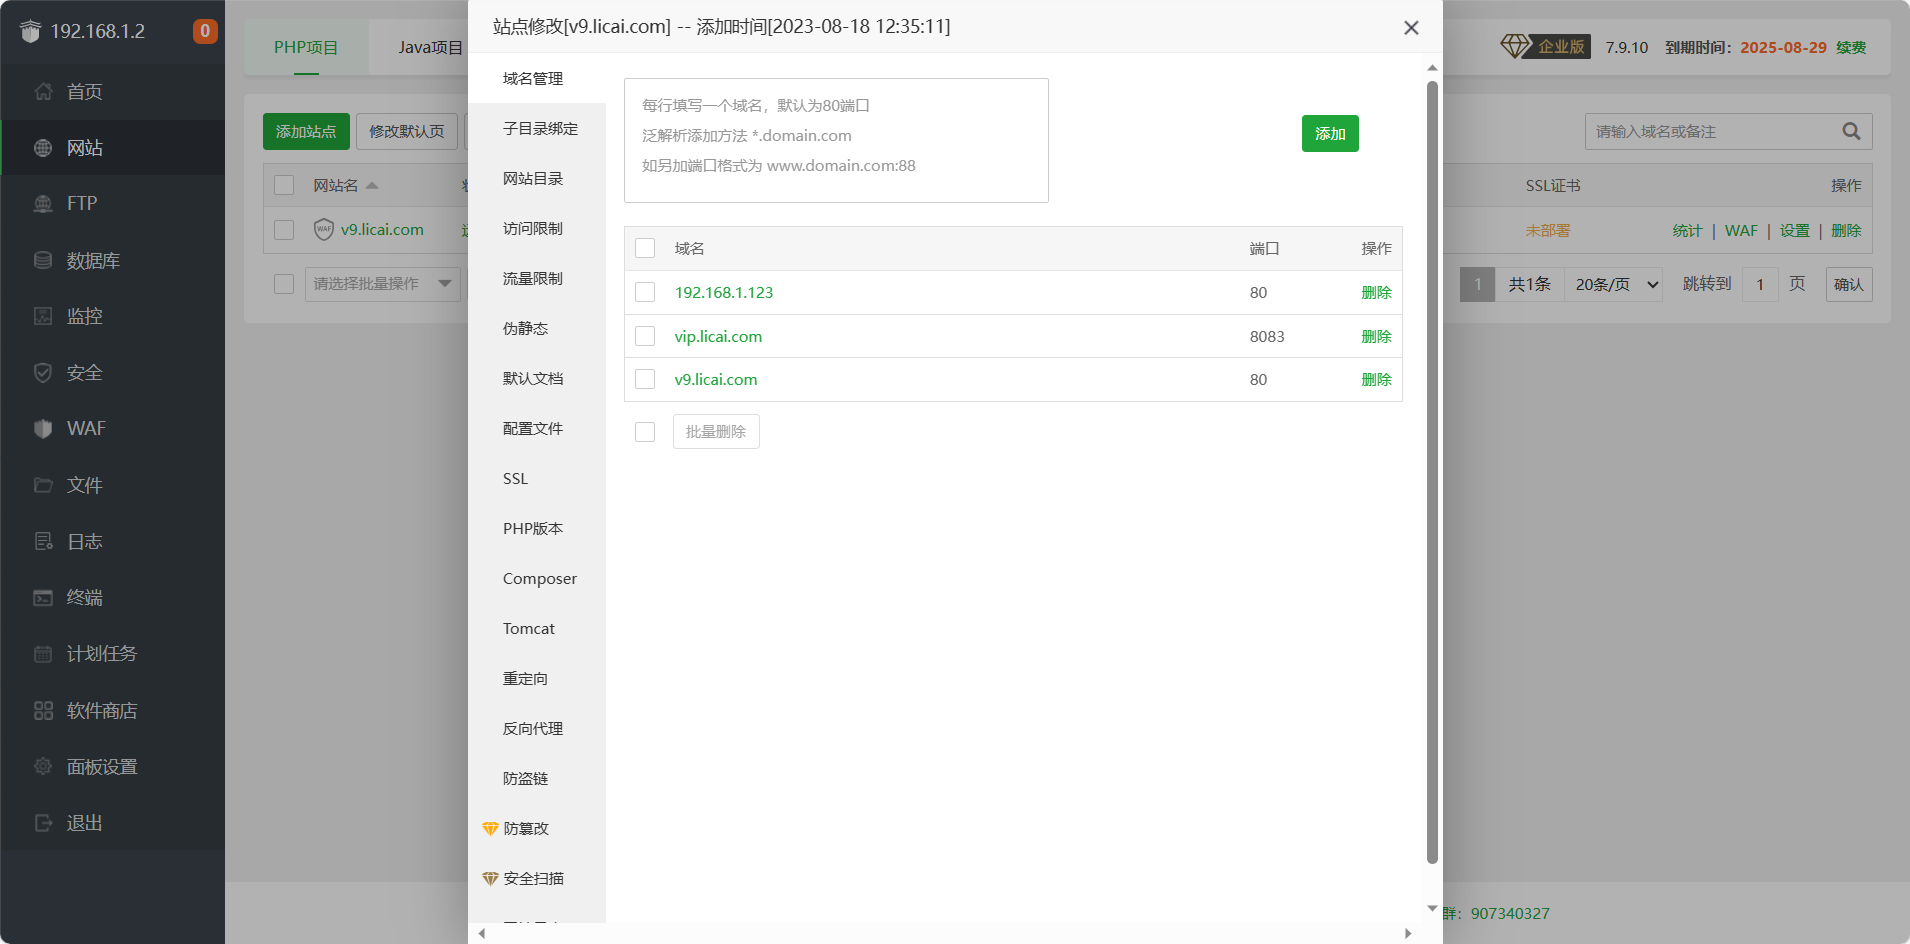 192.168.1.2
0
首页
网站
FTP
数据库
监控
安全
WAF
文件
日志
终端
计划任务
软件商店
面板设置
退出
PHP项目
Java项目
企业版
7.9.10
到期时间：2025-08-29
续费
添加站点
修改默认页
请输入域名或备注
网站名
SSL证书
操作
WAF
v9.licai.com
未部署
统计 | WAF | 设置 | 删除
请选择批量操作
1
共1条
20条/页
跳转到
1
页
确认
站点修改[v9.licai.com] -- 添加时间[2023-08-18 12:35:11]
域名管理
子目录绑定
网站目录
访问限制
流量限制
伪静态
默认文档
配置文件
SSL
PHP版本
Composer
Tomcat
重定向
反向代理
防盗链
防篡改
安全扫描
每行填写一个域名，默认为80端口
泛解析添加方法 *.domain.com
如另加端口格式为 www.domain.com:88
添加
域名 端口 操作
192.168.1.123 80 删除
vip.licai.com 8083 删除
v9.licai.com 80 删除
批量删除
群：907340327